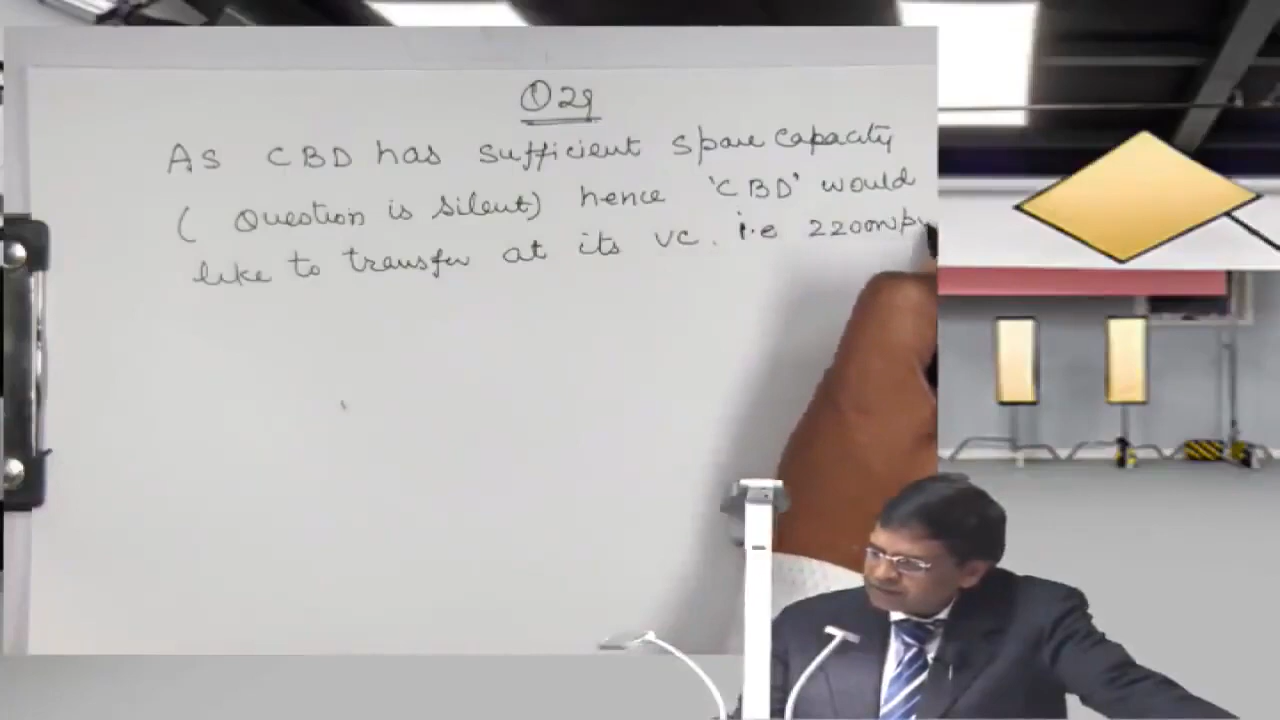 Q 29
As CBD has sufficient spare capacity
( Question is silent) hence 'CBD' would
like to transfer at its VC. i.e 2200